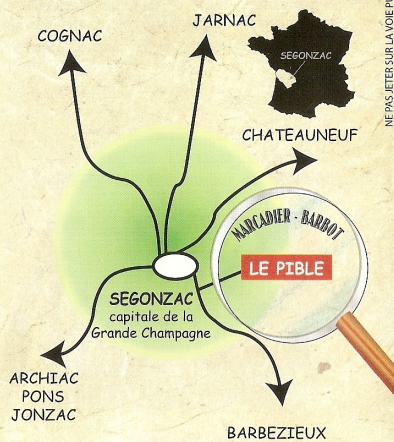 JARNAC
COGNAC
SEGONZAC
NE PAS JETER SUR LA VOIE
CHATEAUNEUF
MARCADIER - BARBOT
LE PIBLE
SEGONZAC
capitale de la
Grande Champagne
ARCHIAC
PONS
JONZAC
BARBEZIEUX